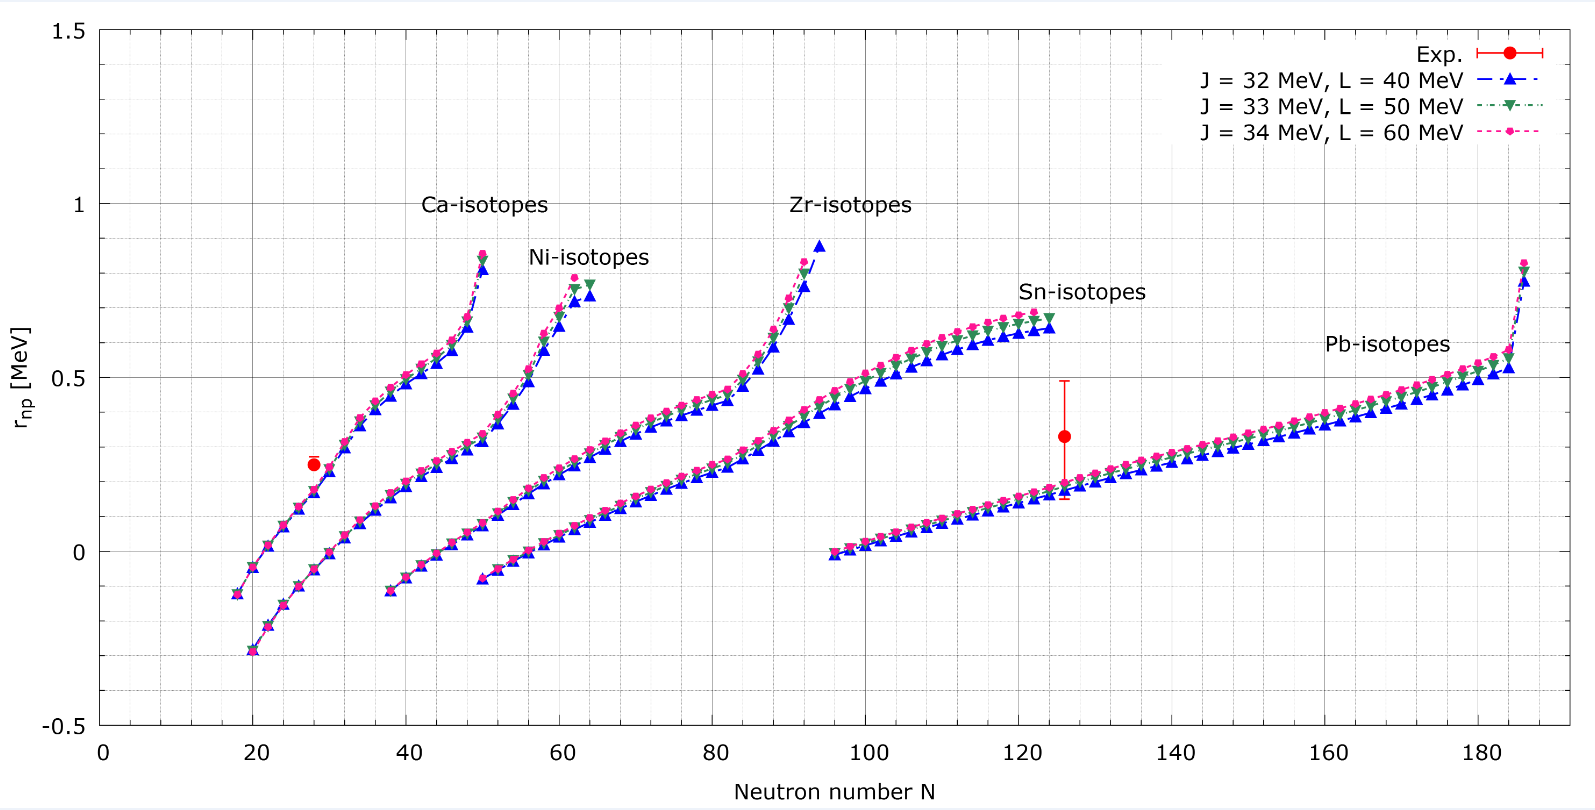 1.5
1
0.5
0
-0.5
r_np [MeV]
Exp.
J = 32 MeV, L = 40 MeV
J = 33 MeV, L = 50 MeV
J = 34 MeV, L = 60 MeV
Ca-isotopes
Zr-isotopes
Ni-isotopes
Sn-isotopes
Pb-isotopes
0 20 40 60 80 100 120 140 160 180
Neutron number N